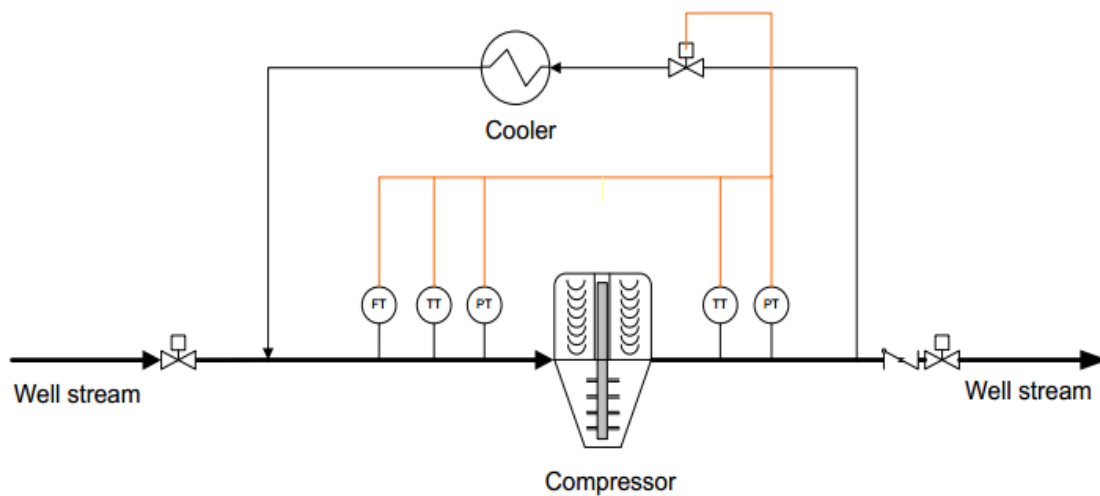 Cooler
FT
TT
PT
TT
PT
Well stream
Well stream
Compressor